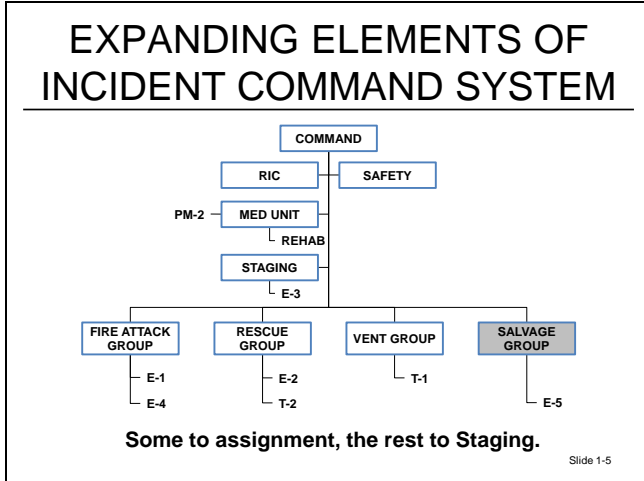 EXPANDING ELEMENTS OF
INCIDENT COMMAND SYSTEM
COMMAND
RIC
SAFETY
PM-2
MED UNIT
REHAB
STAGING
E-3
FIRE ATTACK
GROUP
E-1
E-4
RESCUE
GROUP
E-2
T-2
VENT GROUP
T-1
SALVAGE
GROUP
E-5
Some to assignment, the rest to Staging.
Slide 1-5